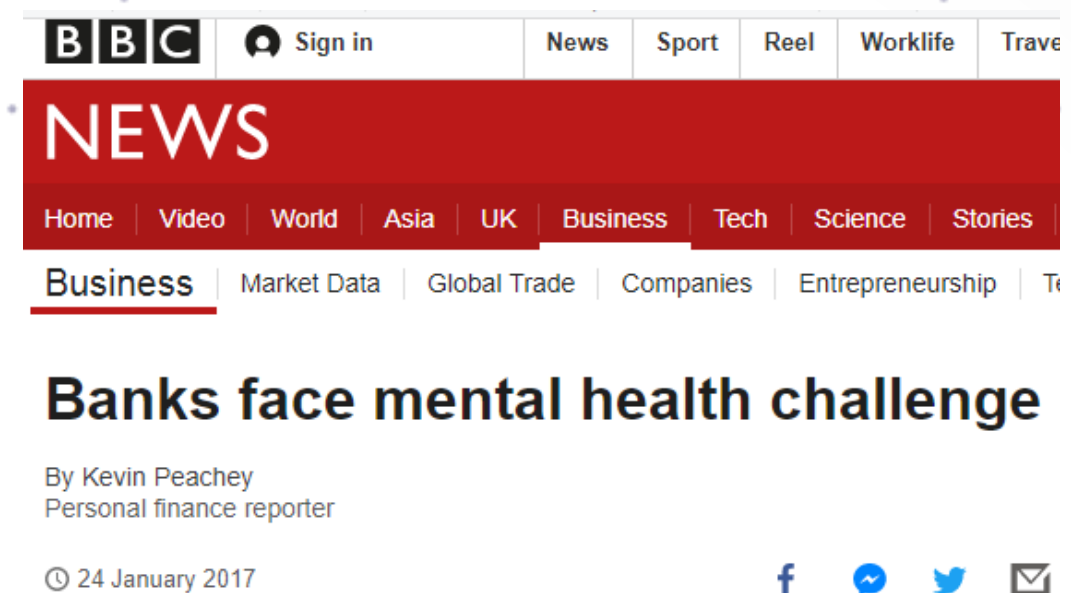 BBC Sign in News Sport Reel Worklife Trave
NEWS
Home Video World Asia UK Business Tech Science Stories
Business Market Data Global Trade Companies Entrepreneurship Te
Banks face mental health challenge
By Kevin Peachey
Personal finance reporter
24 January 2017